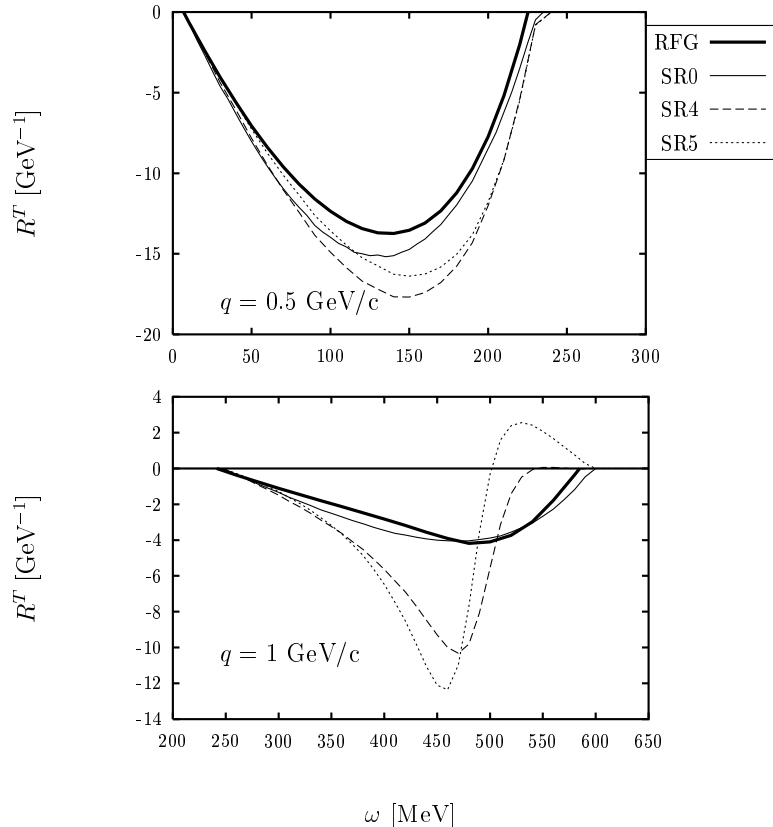 0
-5
-10
-15
-20
R^T [GeV^−1]
q = 0.5 GeV/c
0 50 100 150 200 250 300
RFG
SR0
SR4
SR5
4
2
0
-2
-4
-6
-8
-10
-12
-14
R^T [GeV^−1]
q = 1 GeV/c
200 250 300 350 400 450 500 550 600 650
ω [MeV]